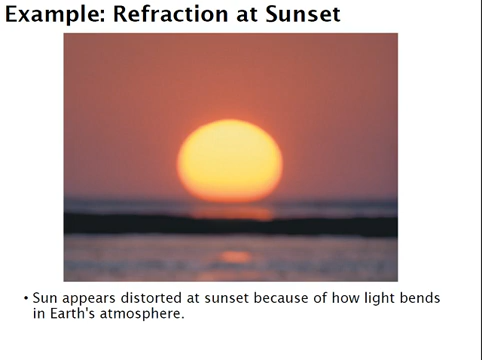 Example: Refraction at Sunset
• Sun appears distorted at sunset because of how light bends
in Earth's atmosphere.